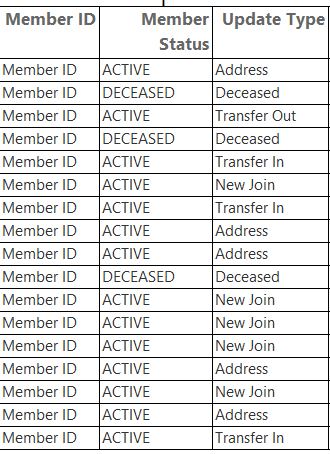 Member ID Member Status Update Type
Member ID ACTIVE Address
Member ID DECEASED Deceased
Member ID ACTIVE Transfer Out
Member ID DECEASED Deceased
Member ID ACTIVE Transfer In
Member ID ACTIVE New Join
Member ID ACTIVE Transfer In
Member ID ACTIVE Address
Member ID ACTIVE Address
Member ID DECEASED Deceased
Member ID ACTIVE New Join
Member ID ACTIVE New Join
Member ID ACTIVE New Join
Member ID ACTIVE Address
Member ID ACTIVE New Join
Member ID ACTIVE Address
Member ID ACTIVE Transfer In